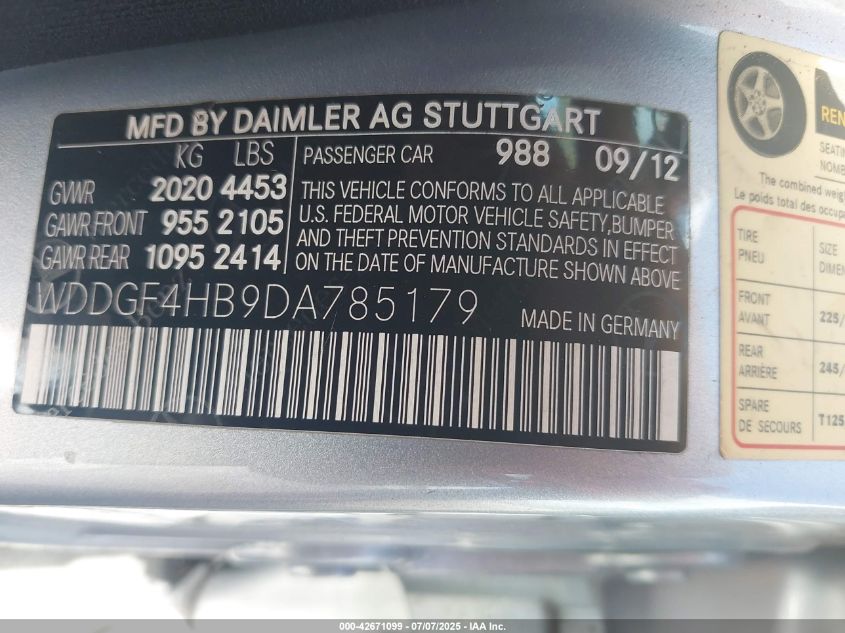 MFD BY DAIMLER AG STUTTGART
KG LBS
GVWR 2020 4453
GAWR FRONT 955 2105
GAWR REAR 1095 2414
PASSENGER CAR 988 09/12
THIS VEHICLE CONFORMS TO ALL APPLICABLE
U.S. FEDERAL MOTOR VEHICLE SAFETY, BUMPER
AND THEFT PREVENTION STANDARDS IN EFFECT
ON THE DATE OF MANUFACTURE SHOWN ABOVE
WDDGF4HB9DA785179
MADE IN GERMANY
REN
SEATIN
NOMB
The combined weig
Le poids total des occup
TIRE SIZE
PNEU DIMEN
FRONT
AVANT 225/
REAR
ARRIÈRE 245/
SPARE
DE SECOURS T125
000-42671099 - 07/07/2025 - IAA Inc.